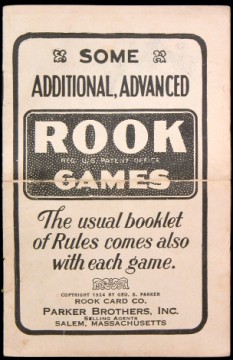 SOME
ADDITIONAL, ADVANCED
ROOK
REG. U.S. PATENT OFFICE
GAMES
The usual booklet
of Rules comes also
with each game.
COPYRIGHT 1914 BY GEO. S. PARKER
ROOK CARD CO.
PARKER BROTHERS, INC.
SELLING AGENTS
SALEM, MASSACHUSETTS